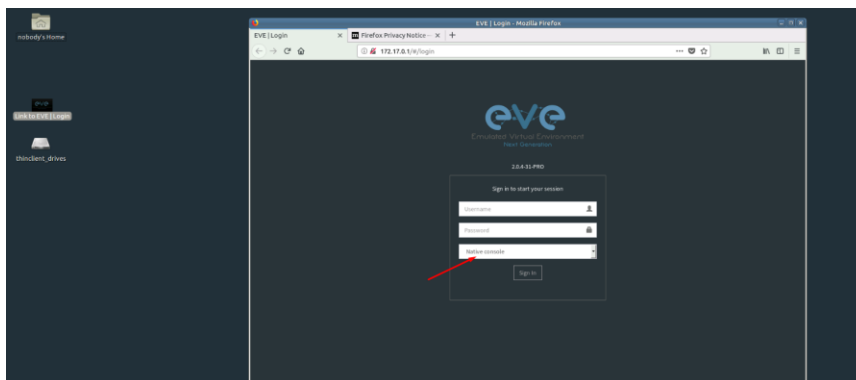 nobody's Home
EVE
Link to EVE | Login
thinclient_drives
EVE | Login - Mozilla Firefox
EVE | Login
Firefox Privacy Notice —
172.17.0.1/#/login
eve
Emulated Virtual Environment
Next Generation
2.0.4-31-PRO
Sign in to start your session
Username
Password
Native console
Sign In